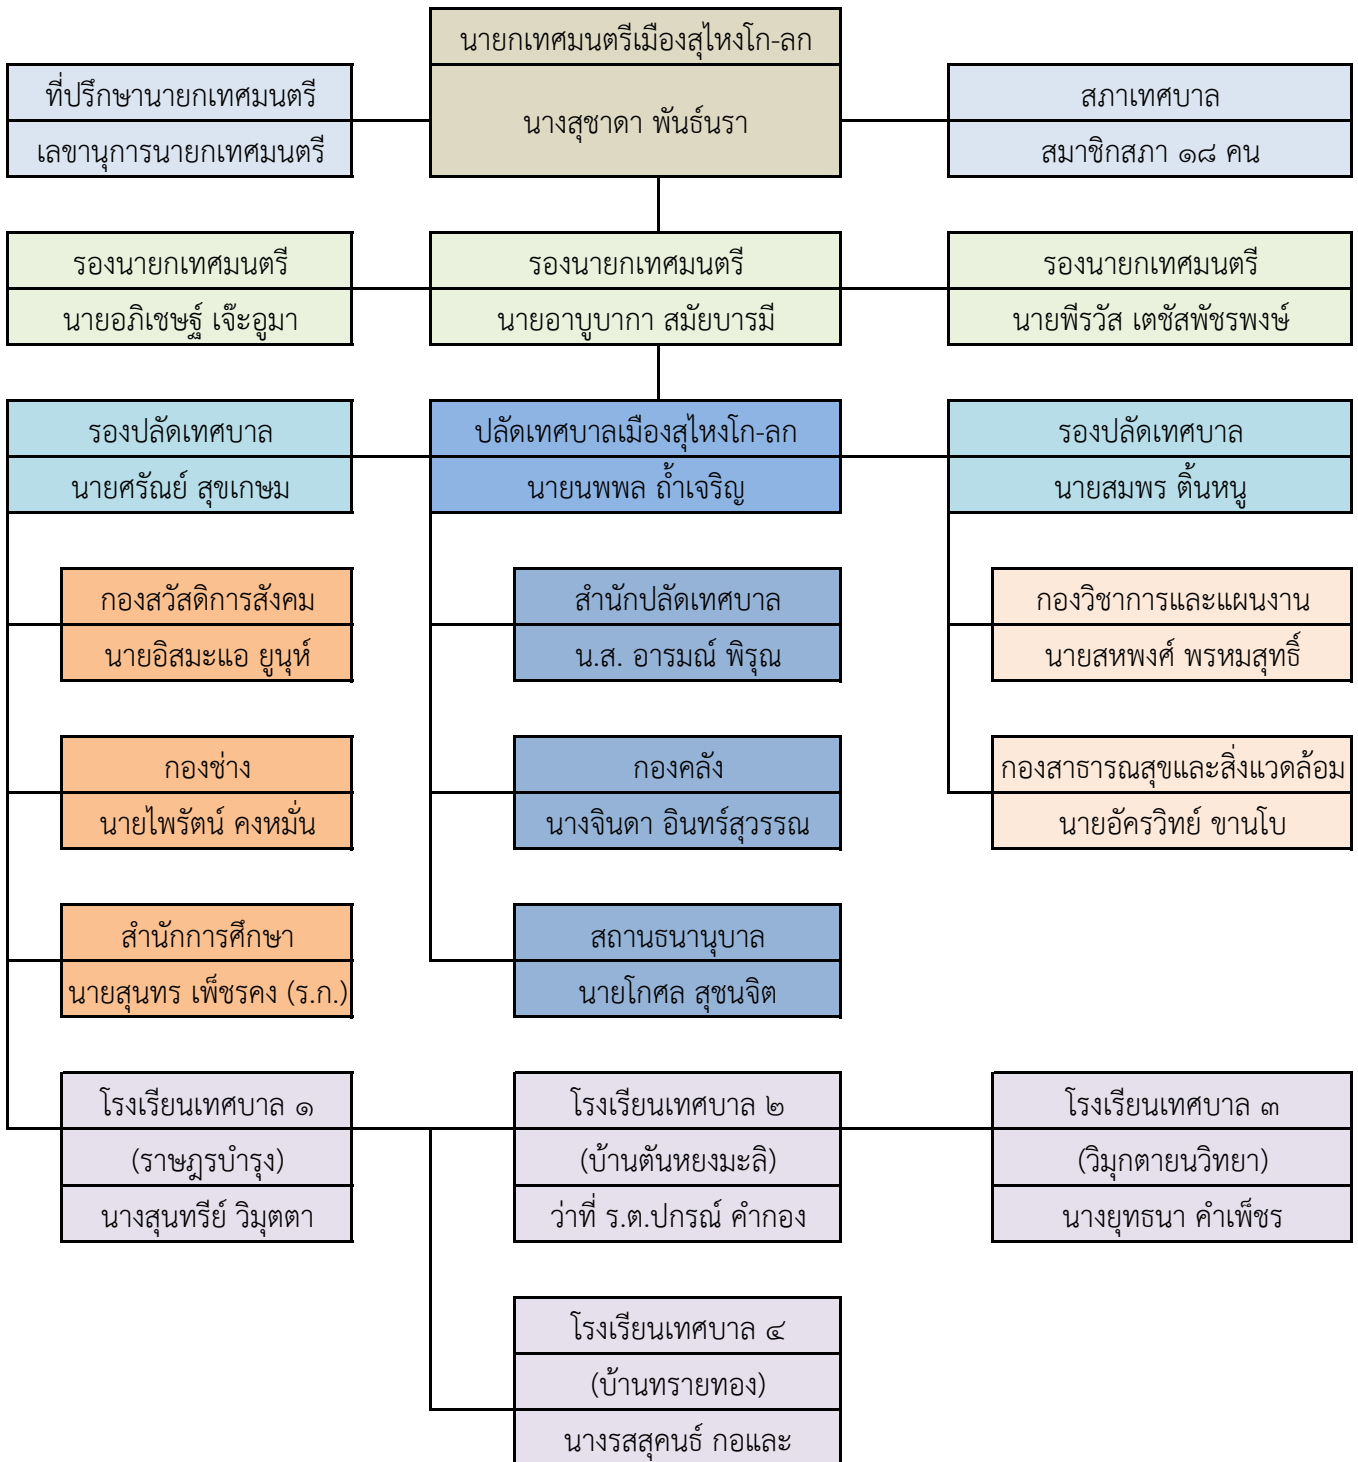 นายกเทศมนตรีเมืองสุไหงโก-ลก
นางสุชาดา พันธ์นรา
ที่ปรึกษานายกเทศมนตรี
เลขานุการนายกเทศมนตรี
สภาเทศบาล
สมาชิกสภา ๑๘ คน
รองนายกเทศมนตรี
นายอภิเชษฐ์ เจ๊ะอูมา
รองนายกเทศมนตรี
นายอาบูบากา สมัยบารมี
รองนายกเทศมนตรี
นายพีรวัส เตชัสพัชรพงษ์
รองปลัดเทศบาล
นายศรัณย์ สุขเกษม
ปลัดเทศบาลเมืองสุไหงโก-ลก
นายนพพล ถ้ำเจริญ
รองปลัดเทศบาล
นายสมพร ติ้นหนู
กองสวัสดิการสังคม
นายอิสมะแอ ยูนุห์
สำนักปลัดเทศบาล
น.ส. อารมณ์ พิรุณ
กองวิชาการและแผนงาน
นายสหพงศ์ พรหมสุทธิ์
กองช่าง
นายไพรัตน์ คงหมั่น
กองคลัง
นางจินดา อินทร์สุวรรณ
กองสาธารณสุขและสิ่งแวดล้อม
นายอัครวิทย์ ขานโบ
สำนักการศึกษา
นายสุนทร เพ็ชรคง (ร.ก.)
สถานธนานุบาล
นายโกศล สุชนจิต
โรงเรียนเทศบาล ๑
(ราษฎรบำรุง)
นางสุนทรีย์ วิมุตตา
โรงเรียนเทศบาล ๒
(บ้านตันหยงมะลิ)
ว่าที่ ร.ต.ปกรณ์ คำกอง
โรงเรียนเทศบาล ๓
(วิมุกตายนวิทยา)
นางยุทธนา คำเพ็ชร
โรงเรียนเทศบาล ๔
(บ้านทรายทอง)
นางรสสุคนธ์ กอและ